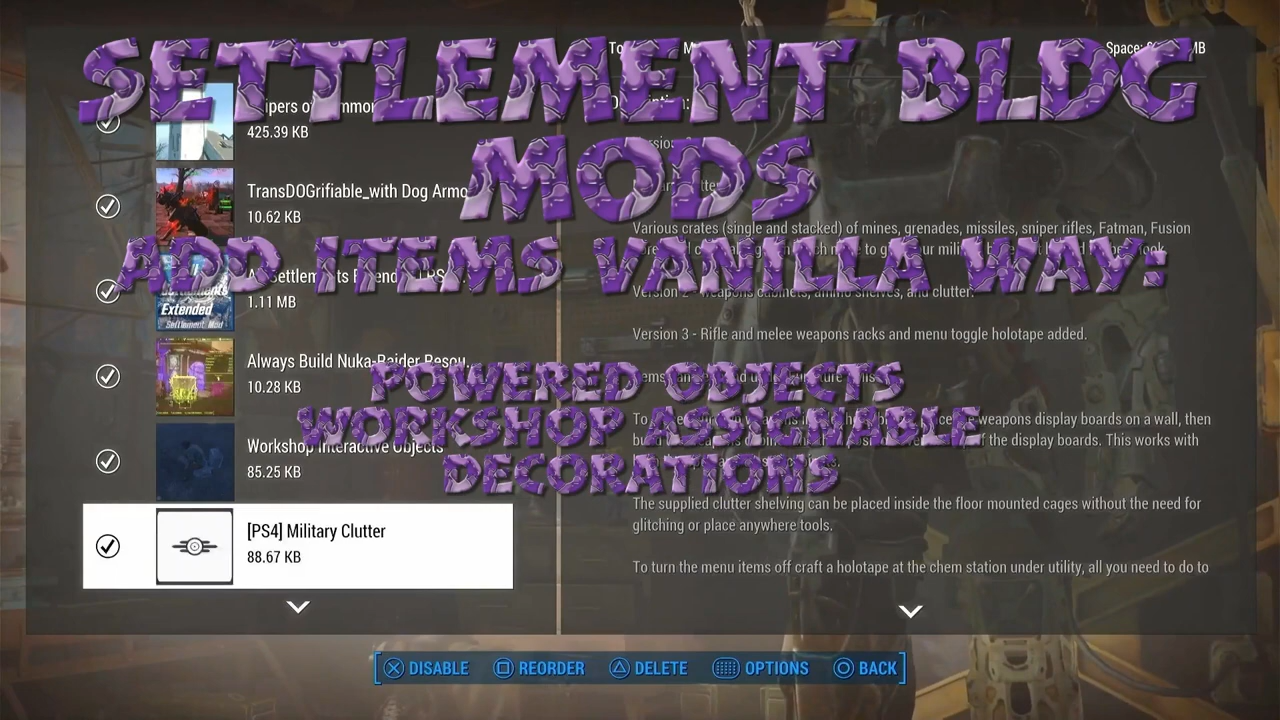 SETTLEMENT BLDG
MODS
ADD ITEMS VANILLA WAY:
POWERED OBJECTS
WORKSHOP ASSIGNABLE
DECORATIONS
425.39 KB
TransDOGrifiable_with Dog Armo
10.62 KB
Extended
Settlement Mod
1.11 MB
Always Build Nuka-Raider Resou...
10.28 KB
Workshop Interactive Objects
85.25 KB
[PS4] Military Clutter
88.67 KB
Space:
MB
Various crates (single and stacked) of mines, grenades, missiles, sniper rifles, Fatman, Fusion
Version 2 - weapons cabinets, ammo shelves, and clutter.
Version 3 - Rifle and melee weapons racks and menu toggle holotape added.
weapons display boards on a wall, then
of the display boards. This works with
The supplied clutter shelving can be placed inside the floor mounted cages without the need for
glitching or place anywhere tools.
To turn the menu items off craft a holotape at the chem station under utility, all you need to do to
DISABLE REORDER DELETE OPTIONS BACK